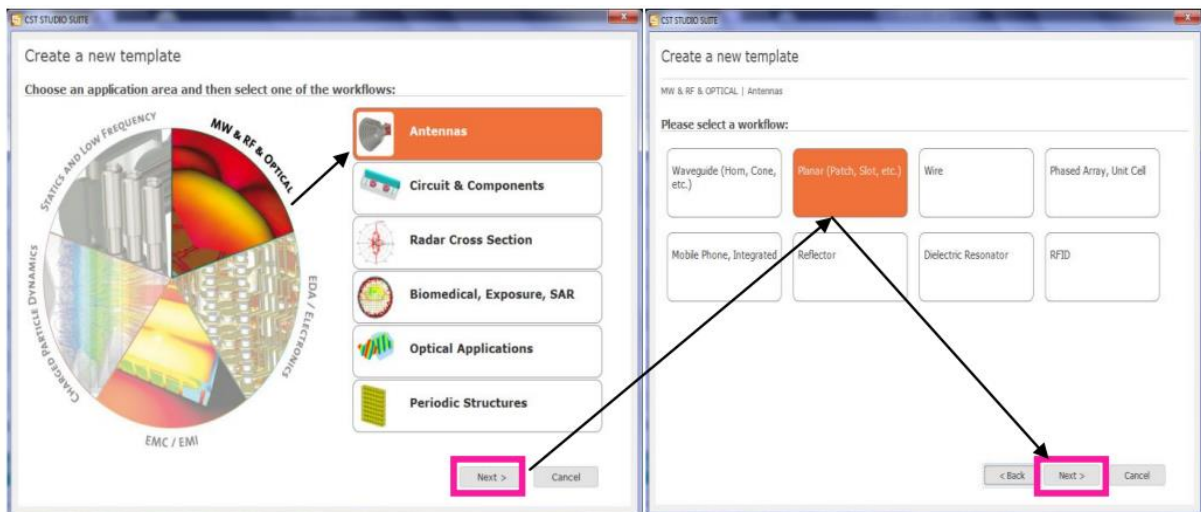 CST STUDIO SUITE
Create a new template
Choose an application area and then select one of the workflows:
STATICS AND LOW FREQUENCY
MW & RF & OPTICAL
EDA / ELECTRONICS
EMC / EMI
CHARGED PARTICLE DYNAMICS
Antennas
Circuit & Components
Radar Cross Section
Biomedical, Exposure, SAR
Optical Applications
Periodic Structures
Next >
Cancel
CST STUDIO SUITE
Create a new template
MW & RF & OPTICAL | Antennas
Please select a workflow:
Waveguide (Horn, Cone,
etc.)
Planar (Patch, Slot, etc.)
Wire
Phased Array, Unit Cell
Mobile Phone, Integrated
Reflector
Dielectric Resonator
RFID
< Back
Next >
Cancel